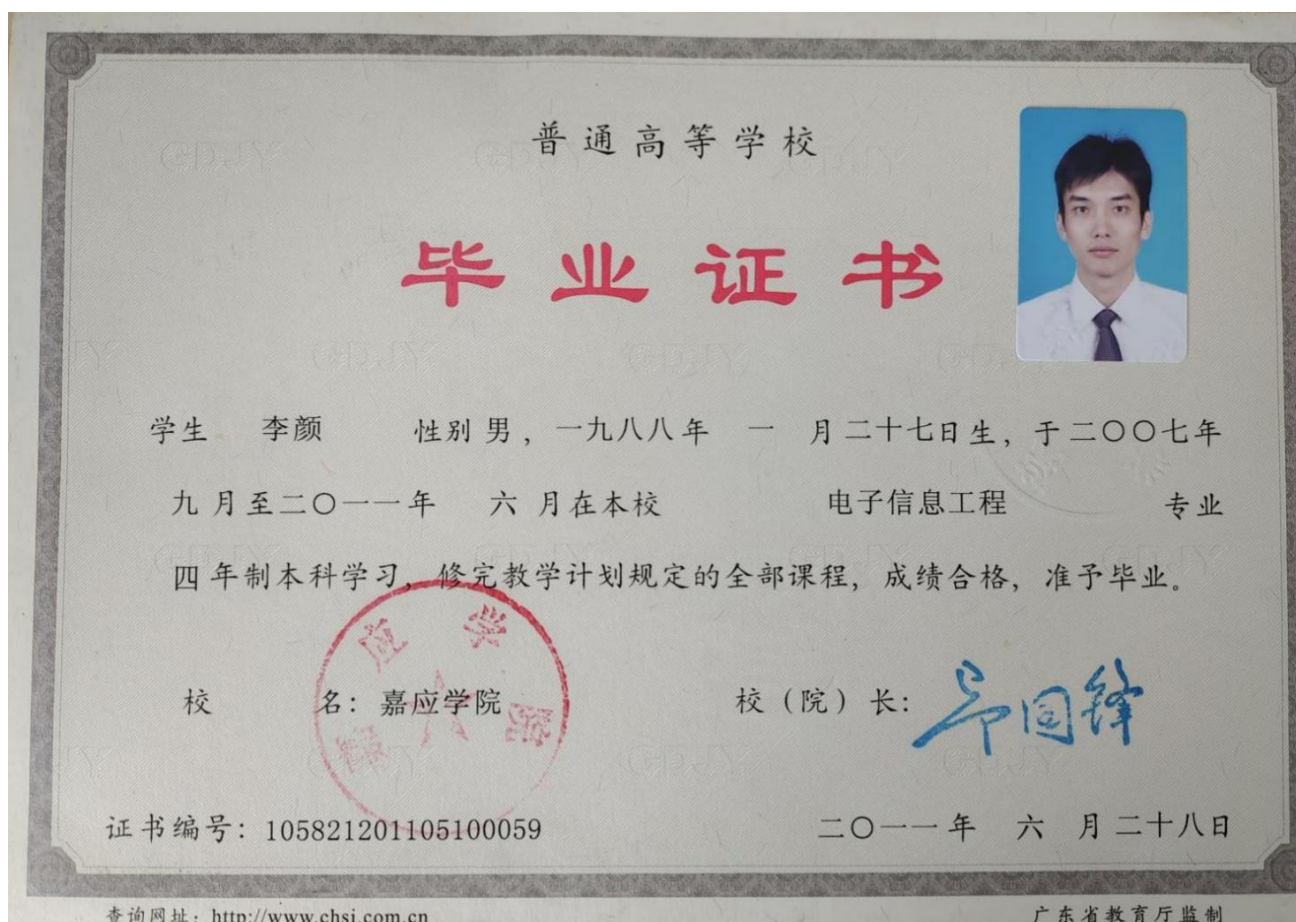 普通高等学校
毕业证书
学生 李颜 性别 男，一九八八年 一 月二十七日生，于二〇〇七年
九月至二〇一一年 六 月在本校 电子信息工程 专业
四年制本科学习，修完教学计划规定的全部课程，成绩合格，准予毕业。
嘉应学院
校 名：嘉应学院 校（院）长：
证书编号：105821201105100059 二〇一一年 六 月二十八日
查询网址：http://www.chsi.com.cn 广东省教育厅监制